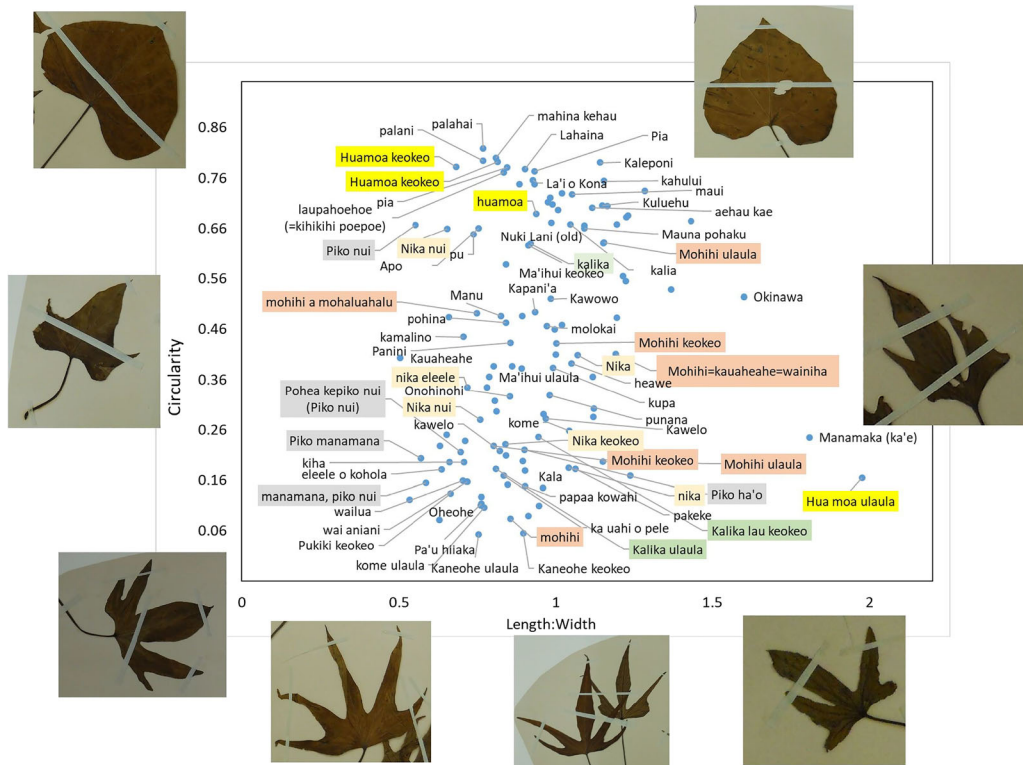 palahai
mahina kehau
palani
Lahaina
Pia
0.86
Huamoa keokeo
Kaleponi
Huamoa keokeo
0.76
La'i o Kona
kahului
pia
maui
laupahoehoe
(=kihikihi poepoe)
huamoa
Kuluehu
aehau kae
0.66
Piko nui
Nika nui
Apo
pu
Nuki Lani (old)
Mauna pohaku
Mohihi ulaula
kalika
kalia
0.56
Ma'ihui keokeo
Kapani'a
mohihi a mohaluahalu
Manu
Kawowo
Okinawa
pohina
0.46
molokai
kamalino
Panini
Mohihi keokeo
Kauaheahe
Nika
Mohihi=kauaheahe=wainiha
Circularity
0.36
nika eleele
Ma'ihui ulaula
heawe
Pohea kepiko nui
(Piko nui)
Onohinohi
Nika nui
kupa
punana
kawelo
kome
Kawelo
0.26
Piko manamana
Nika keokeo
Manamaka (ka'e)
kiha
Mohihi keokeo
Mohihi ulaula
eleele o kohola
Kala
0.16
manamana, piko nui
nika
Piko ha'o
Hua moa ulaula
wailua
Oheohe
papaa kowahi
pakeke
wai aniani
ka uahi o pele
Kalika lau keokeo
0.06
Pukiki keokeo
Pa'u hiiaka
mohihi
Kalika ulaula
kome ulaula
Kaneohe ulaula
Kaneohe keokeo
0
0.5
1
1.5
2
Length:Width